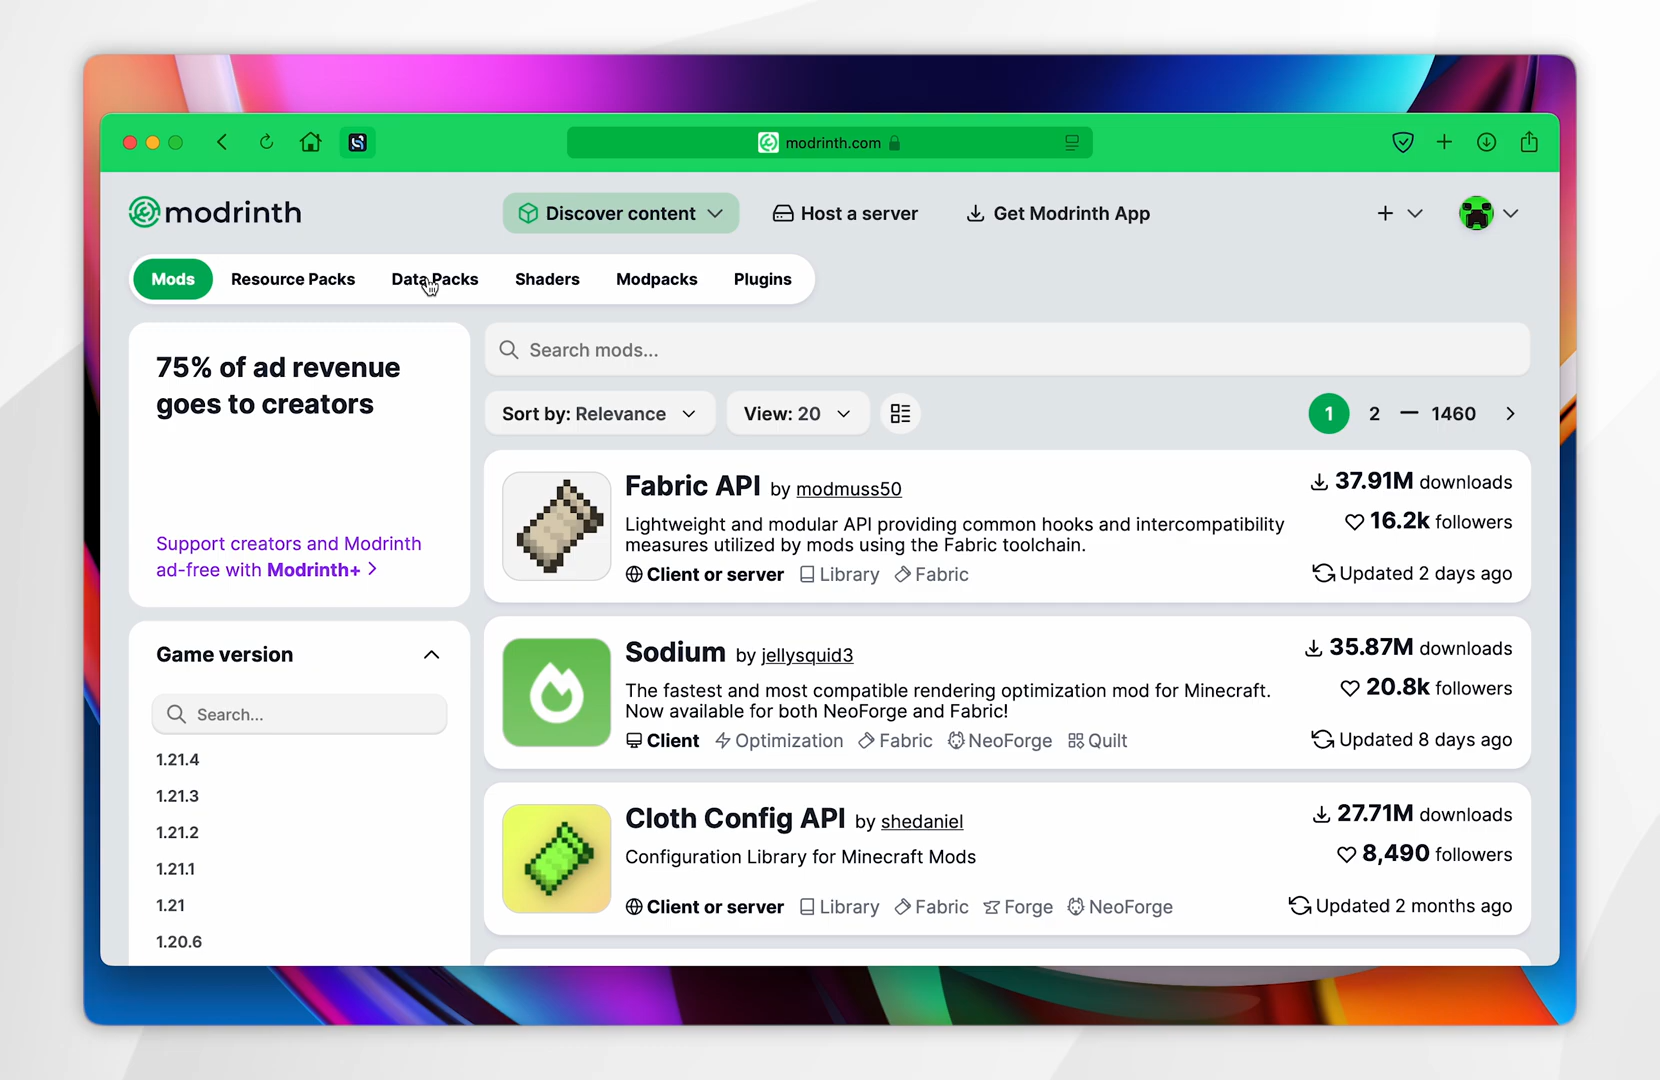 modrinth.com
modrinth
Discover content
Host a server
Get Modrinth App
Mods
Resource Packs
Data Packs
Shaders
Modpacks
Plugins
75% of ad revenue
goes to creators
Support creators and Modrinth
ad-free with Modrinth+
Game version
Search...
1.21.4
1.21.3
1.21.2
1.21.1
1.21
1.20.6
Search mods...
Sort by: Relevance
View: 20
1 2 — 1460
Fabric API by modmuss50
Lightweight and modular API providing common hooks and intercompatibility
measures utilized by mods using the Fabric toolchain.
Client or server Library Fabric
37.91M downloads
16.2k followers
Updated 2 days ago
Sodium by jellysquid3
The fastest and most compatible rendering optimization mod for Minecraft.
Now available for both NeoForge and Fabric!
Client Optimization Fabric NeoForge Quilt
35.87M downloads
20.8k followers
Updated 8 days ago
Cloth Config API by shedaniel
Configuration Library for Minecraft Mods
Client or server Library Fabric Forge NeoForge
27.71M downloads
8,490 followers
Updated 2 months ago